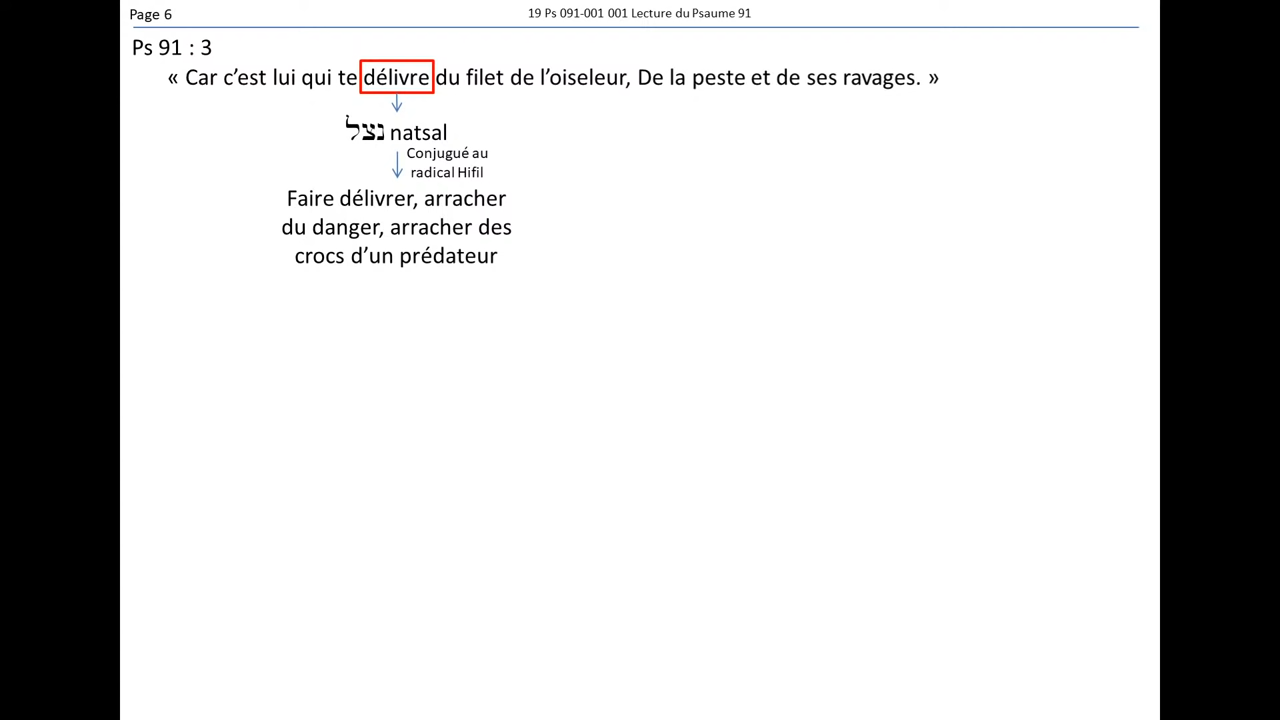 Page 6
19 Ps 091-001 001 Lecture du Psaume 91
Ps 91 : 3
« Car c’est lui qui te délivre du filet de l’oiseleur, De la peste et de ses ravages. »
נצל natsal
Conjugué au
radical Hifil
Faire délivrer, arracher
du danger, arracher des
crocs d’un prédateur